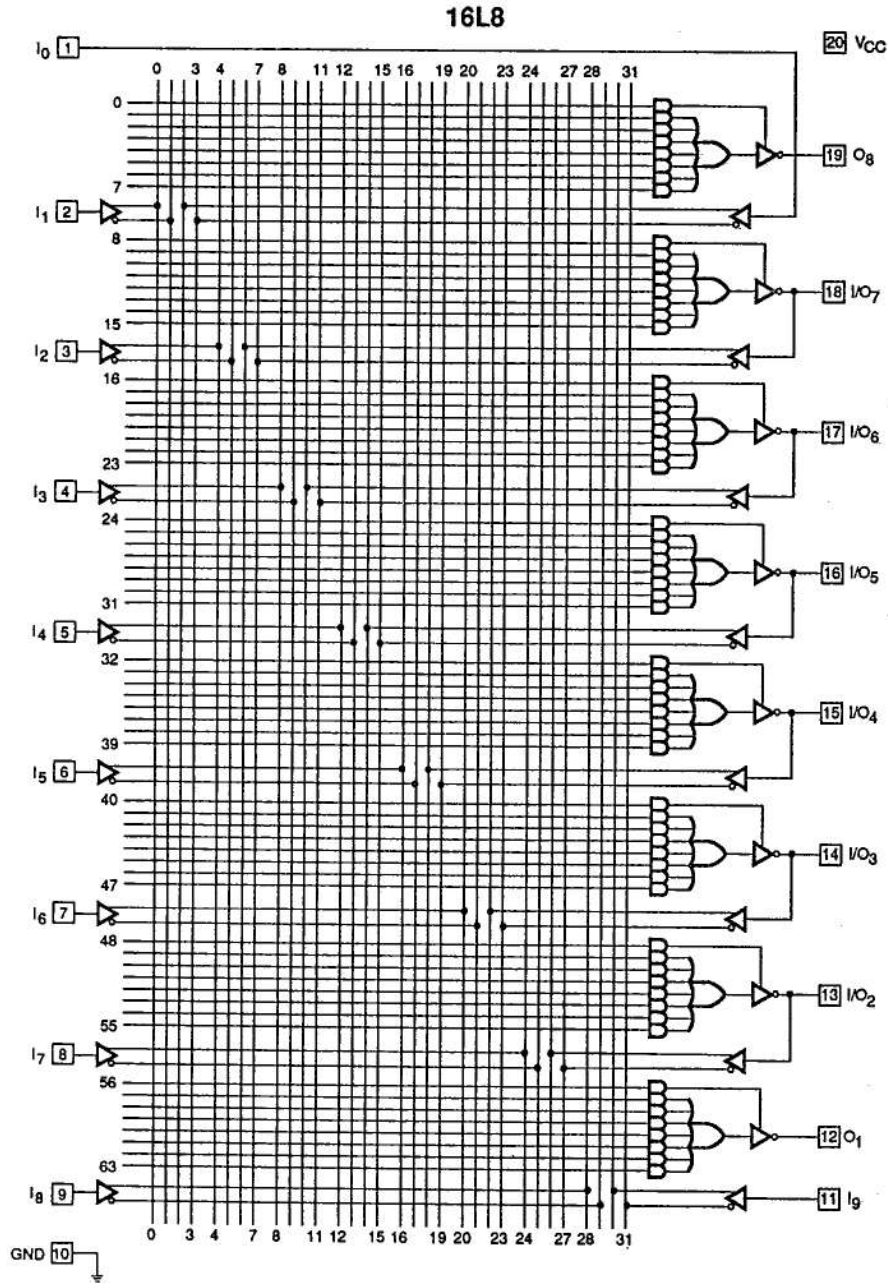 16L8
I0 1
20 VCC
0 3 4 7 8 11 12 15 16 19 20 23 24 27 28 31
0
19 O8
7
I1 2
8
18 I/O7
15
I2 3
16
17 I/O6
23
I3 4
24
16 I/O5
31
I4 5
32
15 I/O4
39
I5 6
40
14 I/O3
47
I6 7
48
13 I/O2
55
I7 8
56
12 O1
63
I8 9
11 I9
0 3 4 7 8 11 12 15 16 19 20 23 24 27 28 31
GND 10